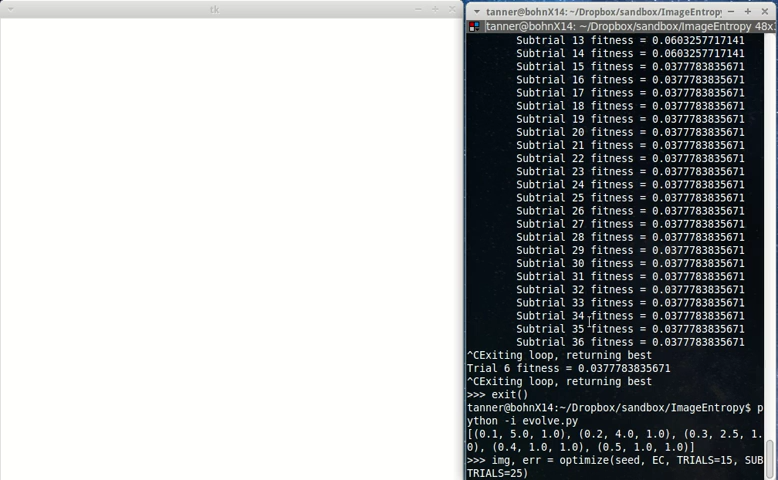 tk
tanner@bohnX14:~/Dropbox/sandbox/ImageEntropy
tanner@bohnX14: ~/Dropbox/sandbox/ImageEntropy 48x
Subtrial 13 fitness = 0.0603257717141
Subtrial 14 fitness = 0.0603257717141
Subtrial 15 fitness = 0.0377783835671
Subtrial 16 fitness = 0.0377783835671
Subtrial 17 fitness = 0.0377783835671
Subtrial 18 fitness = 0.0377783835671
Subtrial 19 fitness = 0.0377783835671
Subtrial 20 fitness = 0.0377783835671
Subtrial 21 fitness = 0.0377783835671
Subtrial 22 fitness = 0.0377783835671
Subtrial 23 fitness = 0.0377783835671
Subtrial 24 fitness = 0.0377783835671
Subtrial 25 fitness = 0.0377783835671
Subtrial 26 fitness = 0.0377783835671
Subtrial 27 fitness = 0.0377783835671
Subtrial 28 fitness = 0.0377783835671
Subtrial 29 fitness = 0.0377783835671
Subtrial 30 fitness = 0.0377783835671
Subtrial 31 fitness = 0.0377783835671
Subtrial 32 fitness = 0.0377783835671
Subtrial 33 fitness = 0.0377783835671
Subtrial 34 fitness = 0.0377783835671
Subtrial 35 fitness = 0.0377783835671
Subtrial 36 fitness = 0.0377783835671
^CExiting loop, returning best
Trial 6 fitness = 0.0377783835671
^CExiting loop, returning best
>>> exit()
tanner@bohnX14:~/Dropbox/sandbox/ImageEntropy$ p
ython -i evolve.py
[(0.1, 5.0, 1.0), (0.2, 4.0, 1.0), (0.3, 2.5, 1.
0), (0.4, 1.0, 1.0), (0.5, 1.0, 1.0)]
>>> img, err = optimize(seed, EC, TRIALS=15, SUB
TRIALS=25)